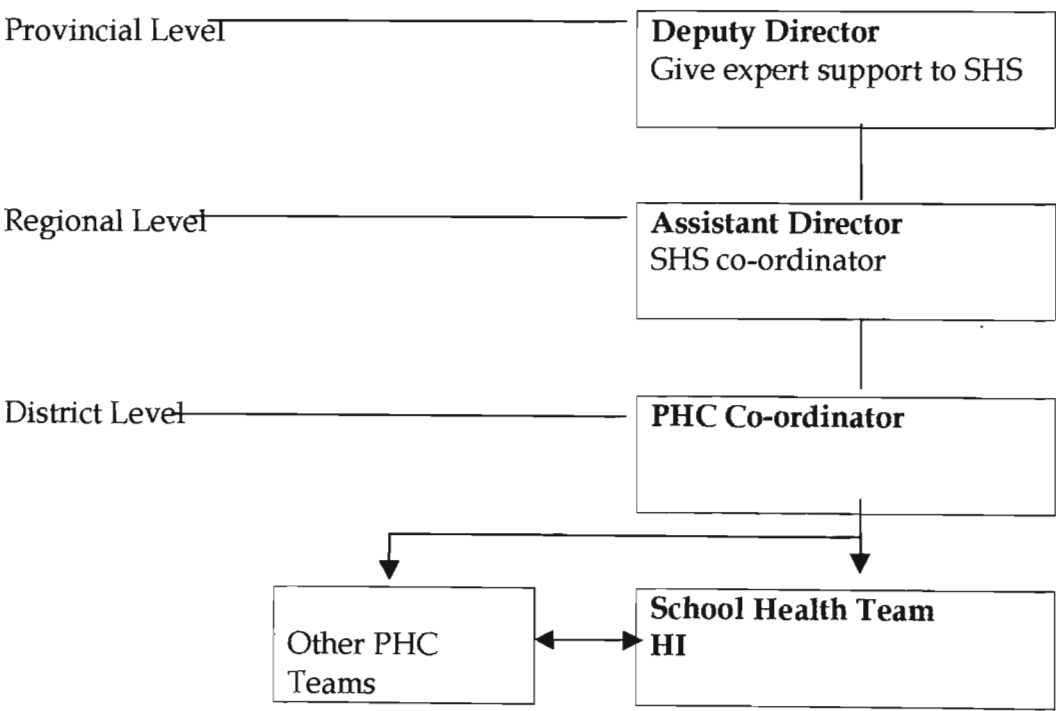 Provincial Level
Deputy Director
Give expert support to SHS
Regional Level
Assistant Director
SHS co-ordinator
District Level
PHC Co-ordinator
Other PHC
Teams
School Health Team
HI